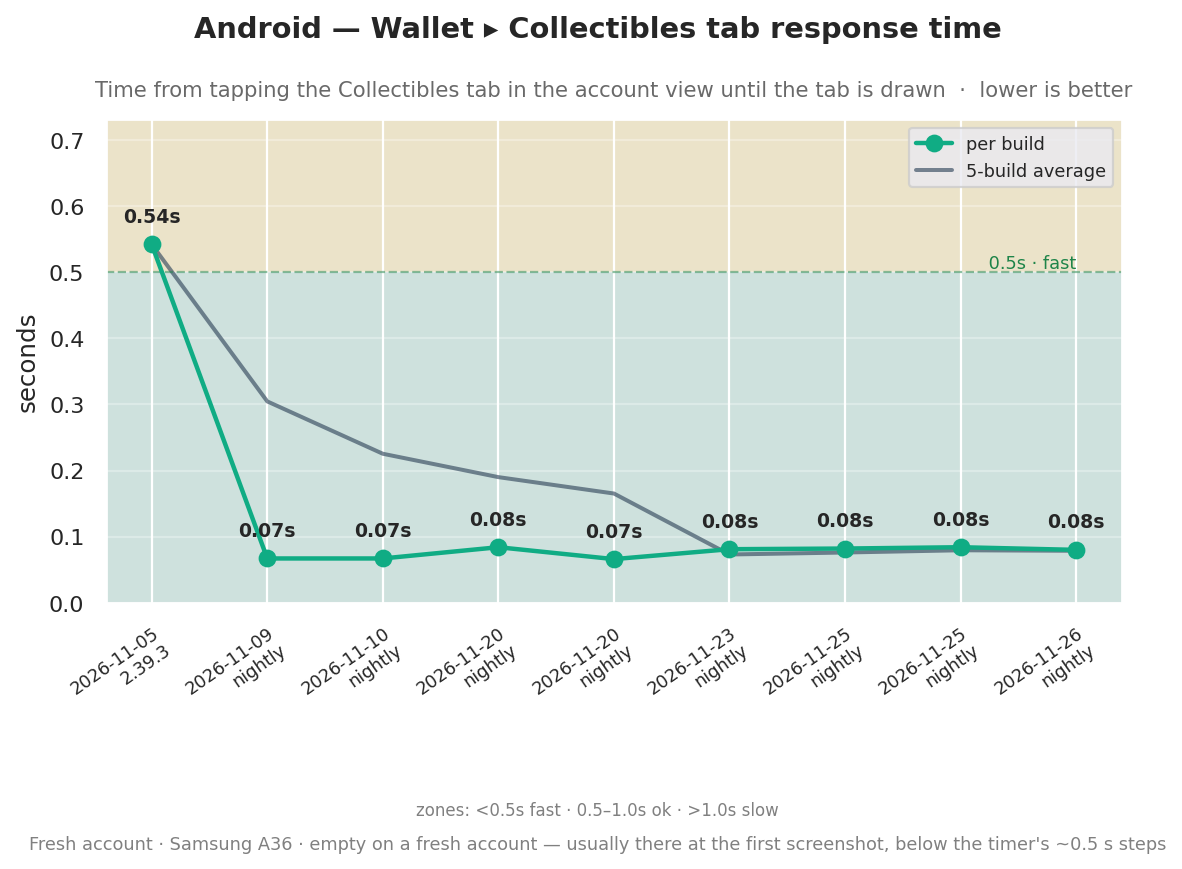 Android — Wallet ▸ Collectibles tab response time
Time from tapping the Collectibles tab in the account view until the tab is drawn · lower is better
per build
5-build average
0.7
0.6
0.5
0.4
0.3
0.2
0.1
0.0
seconds
0.54s
0.5s · fast
0.07s
0.07s
0.08s
0.07s
0.08s
0.08s
0.08s
0.08s
2026-11-05
2.39.3
2026-11-09
nightly
2026-11-10
nightly
2026-11-20
nightly
2026-11-20
nightly
2026-11-23
nightly
2026-11-25
nightly
2026-11-25
nightly
2026-11-26
nightly
zones: <0.5s fast · 0.5–1.0s ok · >1.0s slow
Fresh account · Samsung A36 · empty on a fresh account — usually there at the first screenshot, below the timer's ~0.5 s steps